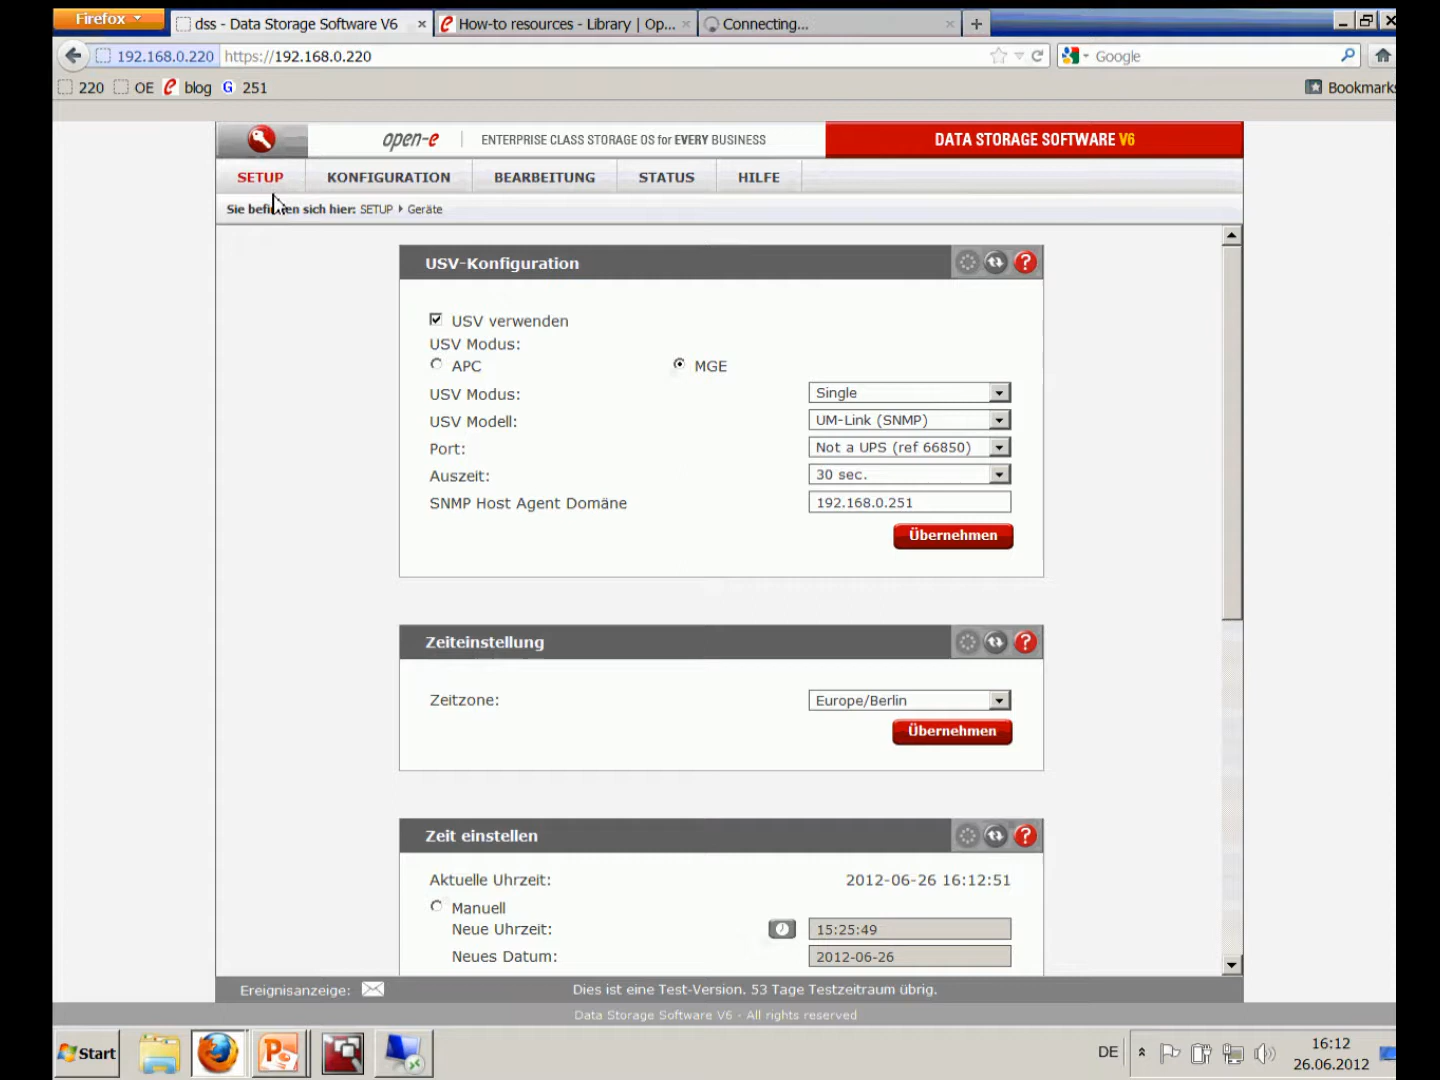 Firefox
dss - Data Storage Software V6
How-to resources - Library | Op...
Connecting...
192.168.0.220
https://192.168.0.220
Google
220
OE
blog
G 251
Bookmarks
open-e
ENTERPRISE CLASS STORAGE OS for EVERY BUSINESS
DATA STORAGE SOFTWARE V6
SETUP
KONFIGURATION
BEARBEITUNG
STATUS
HILFE
Sie befinden sich hier: SETUP Geräte
USV-Konfiguration
USV verwenden
USV Modus:
APC
MGE
USV Modus:
Single
USV Modell:
UM-Link (SNMP)
Port:
Not a UPS (ref 66850)
Auszeit:
30 sec.
SNMP Host Agent Domäne
192.168.0.251
Übernehmen
Zeiteinstellung
Zeitzone:
Europe/Berlin
Übernehmen
Zeit einstellen
Aktuelle Uhrzeit:
2012-06-26 16:12:51
Manuell
Neue Uhrzeit:
15:25:49
Neues Datum:
2012-06-26
Ereignisanzeige:
Dies ist eine Test-Version. 53 Tage Testzeitraum übrig.
Data Storage Software V6 - All rights reserved
Start
DE
16:12
26.06.2012